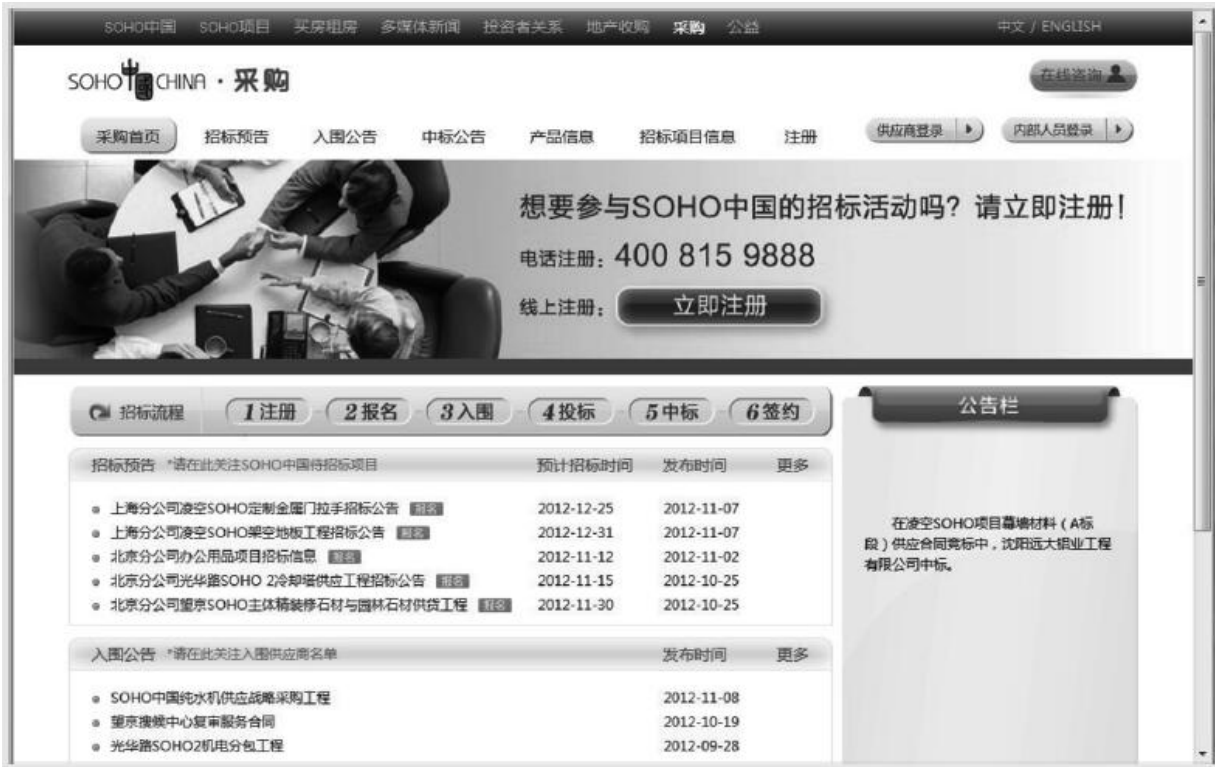 SOHO中国 SOHO项目 买房租房 多媒体新闻 投资者关系 地产收购 采购 公益 中文 / ENGLISH
SOHO中國CHINA · 采购
在线咨询
采购首页 招标预告 入围公告 中标公告 产品信息 招标项目信息 注册 供应商登录 内部人员登录
想要参与SOHO中国的招标活动吗?请立即注册!
电话注册:400 815 9888
线上注册: 立即注册
招标流程 1注册 2报名 3入围 4投标 5中标 6签约
公告栏
招标预告 *请在此关注SOHO中国待招标项目 预计招标时间 发布时间 更多
上海分公司凌空SOHO定制金属门拉手招标公告 报名 2012-12-25 2012-11-07
上海分公司凌空SOHO架空地板工程招标公告 报名 2012-12-31 2012-11-07
北京分公司办公用品项目招标信息 报名 2012-11-12 2012-11-02
北京分公司光华路SOHO 2冷却塔供应工程招标公告 报名 2012-11-15 2012-10-25
北京分公司望京SOHO主体精装修石材与园林石材供货工程 报名 2012-11-30 2012-10-25
在凌空SOHO项目幕墙材料(A标
段)供应合同竞标中,沈阳远大铝业工程
有限公司中标。
入围公告 *请在此关注入围供应商名单 发布时间 更多
SOHO中国纯水机供应战略采购工程 2012-11-08
望京搜候中心复审服务合同 2012-10-19
光华路SOHO2机电分包工程 2012-09-28